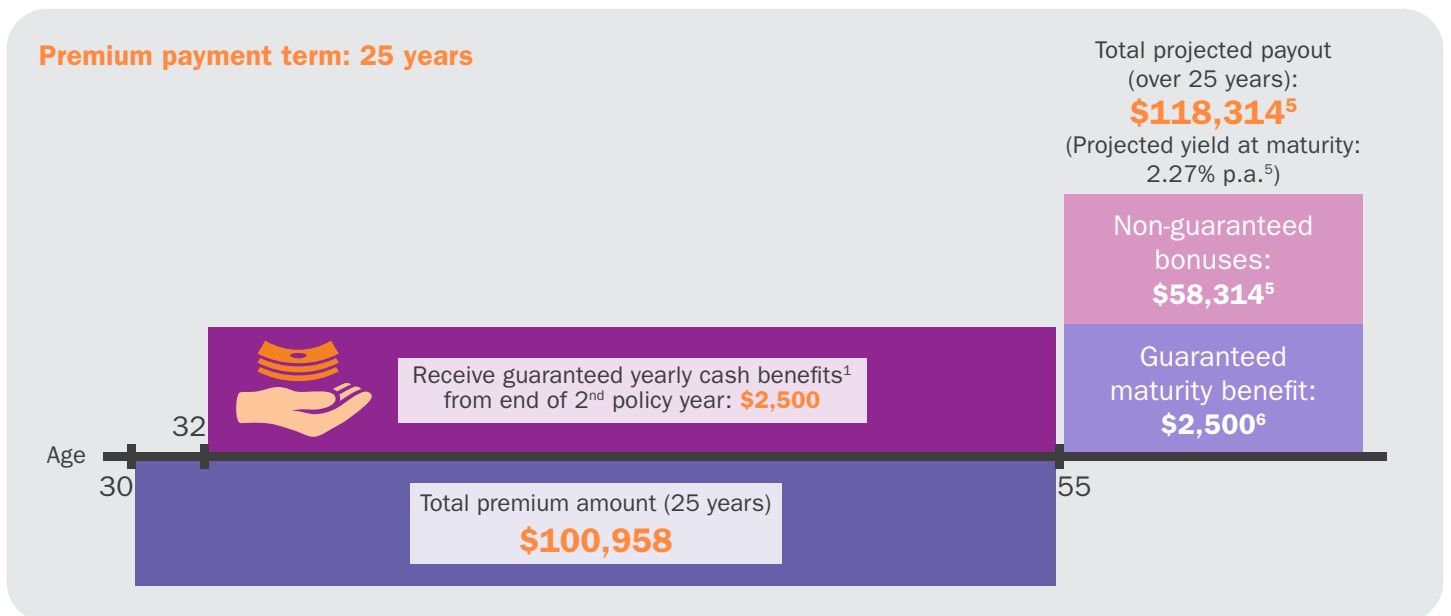 Premium payment term: 25 years
Total projected payout
(over 25 years):
$118,314⁵
(Projected yield at maturity:
2.27% p.a.⁵)
Non-guaranteed
bonuses:
$58,314⁵
Receive guaranteed yearly cash benefits¹
from end of 2ⁿᵈ policy year: $2,500
Guaranteed
maturity benefit:
$2,500⁶
32
Age
30
55
Total premium amount (25 years)
$100,958